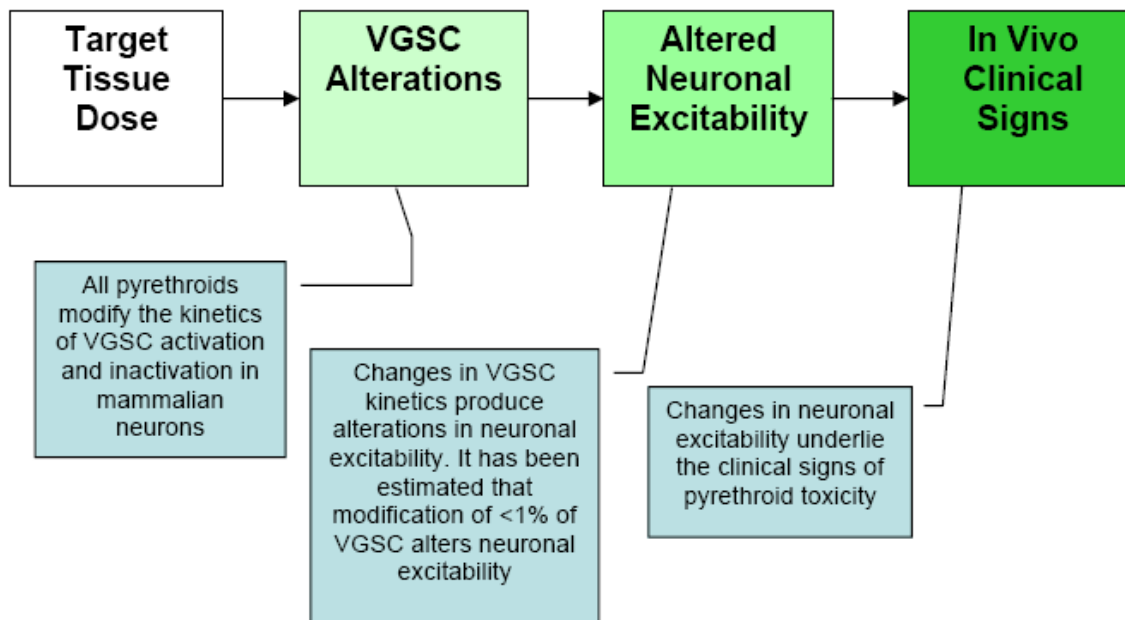 Target
Tissue
Dose
VGSC
Alterations
Altered
Neuronal
Excitability
In Vivo
Clinical
Signs
All pyrethroids
modify the kinetics
of VGSC activation
and inactivation in
mammalian
neurons
Changes in VGSC
kinetics produce
alterations in neuronal
excitability. It has been
estimated that
modification of <1% of
VGSC alters neuronal
excitability
Changes in neuronal
excitability underlie
the clinical signs of
pyrethroid toxicity